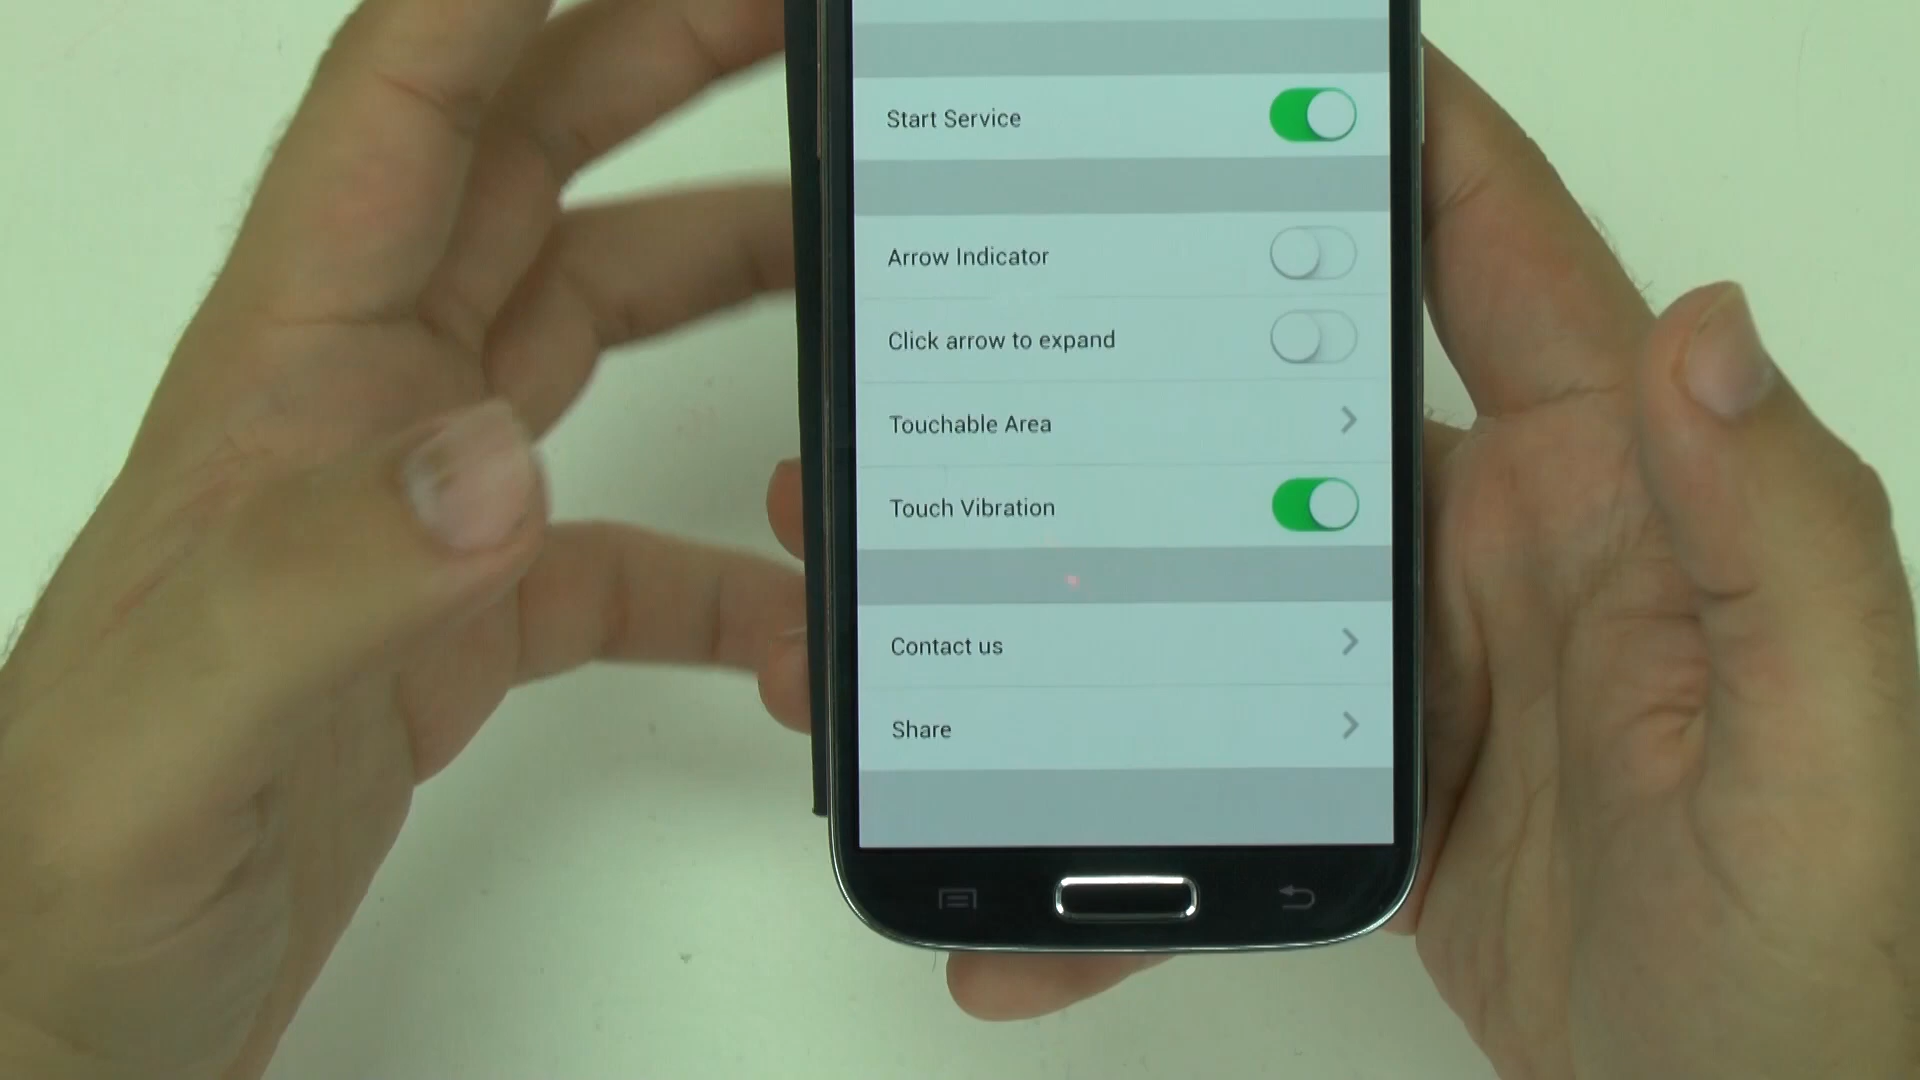 Start Service
Arrow Indicator
Click arrow to expand
Touchable Area
Touch Vibration
Contact us
Share